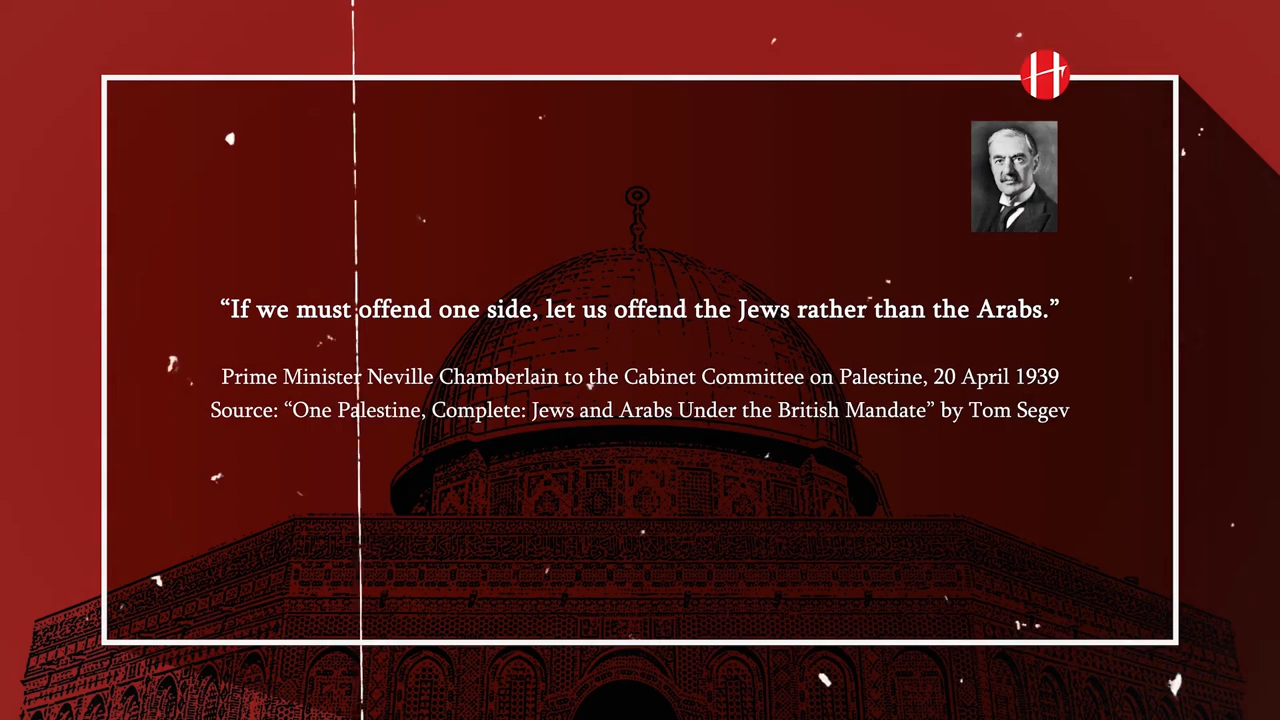 “If we must offend one side, let us offend the Jews rather than the Arabs.”
Prime Minister Neville Chamberlain to the Cabinet Committee on Palestine, 20 April 1939
Source: “One Palestine, Complete: Jews and Arabs Under the British Mandate” by Tom Segev